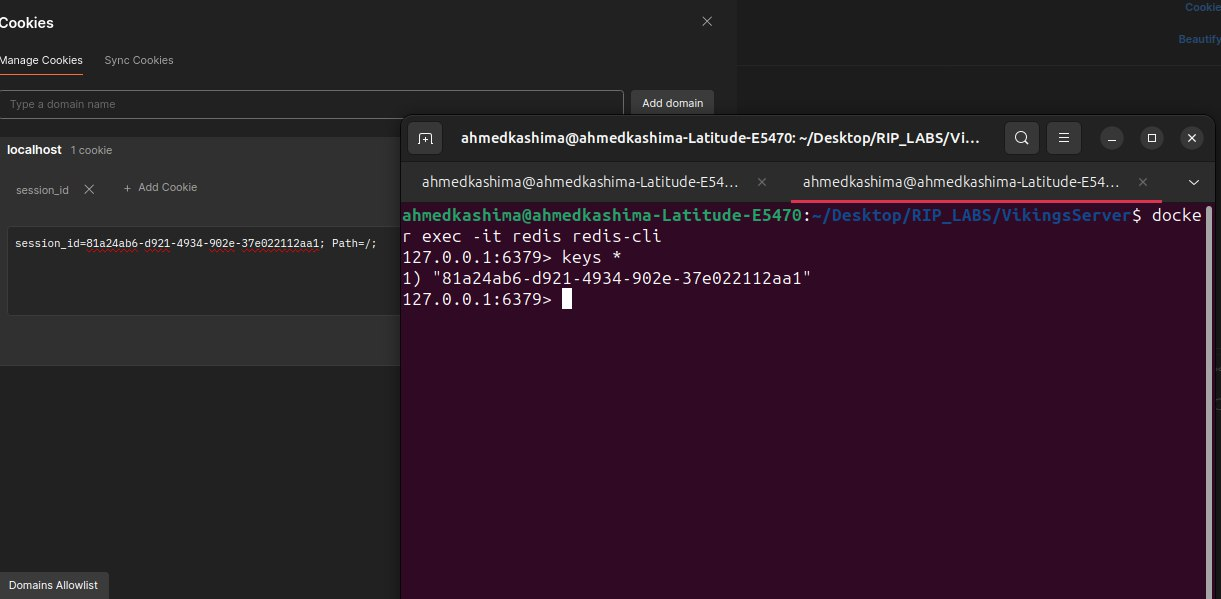 Cookies
Cookie
Manage Cookies Sync Cookies
Beautify
Type a domain name
Add domain
localhost 1 cookie
session_id
+ Add Cookie
session_id=81a24ab6-d921-4934-902e-37e022112aa1; Path=/;
Domains Allowlist
ahmedkashima@ahmedkashima-Latitude-E5470: ~/Desktop/RIP_LABS/Vi...
ahmedkashima@ahmedkashima-Latitude-E54...
ahmedkashima@ahmedkashima-Latitude-E54...
ahmedkashima@ahmedkashima-Latitude-E5470:~/Desktop/RIP_LABS/VikingsServer$ docke
r exec -it redis redis-cli
127.0.0.1:6379> keys *
1) "81a24ab6-d921-4934-902e-37e022112aa1"
127.0.0.1:6379>